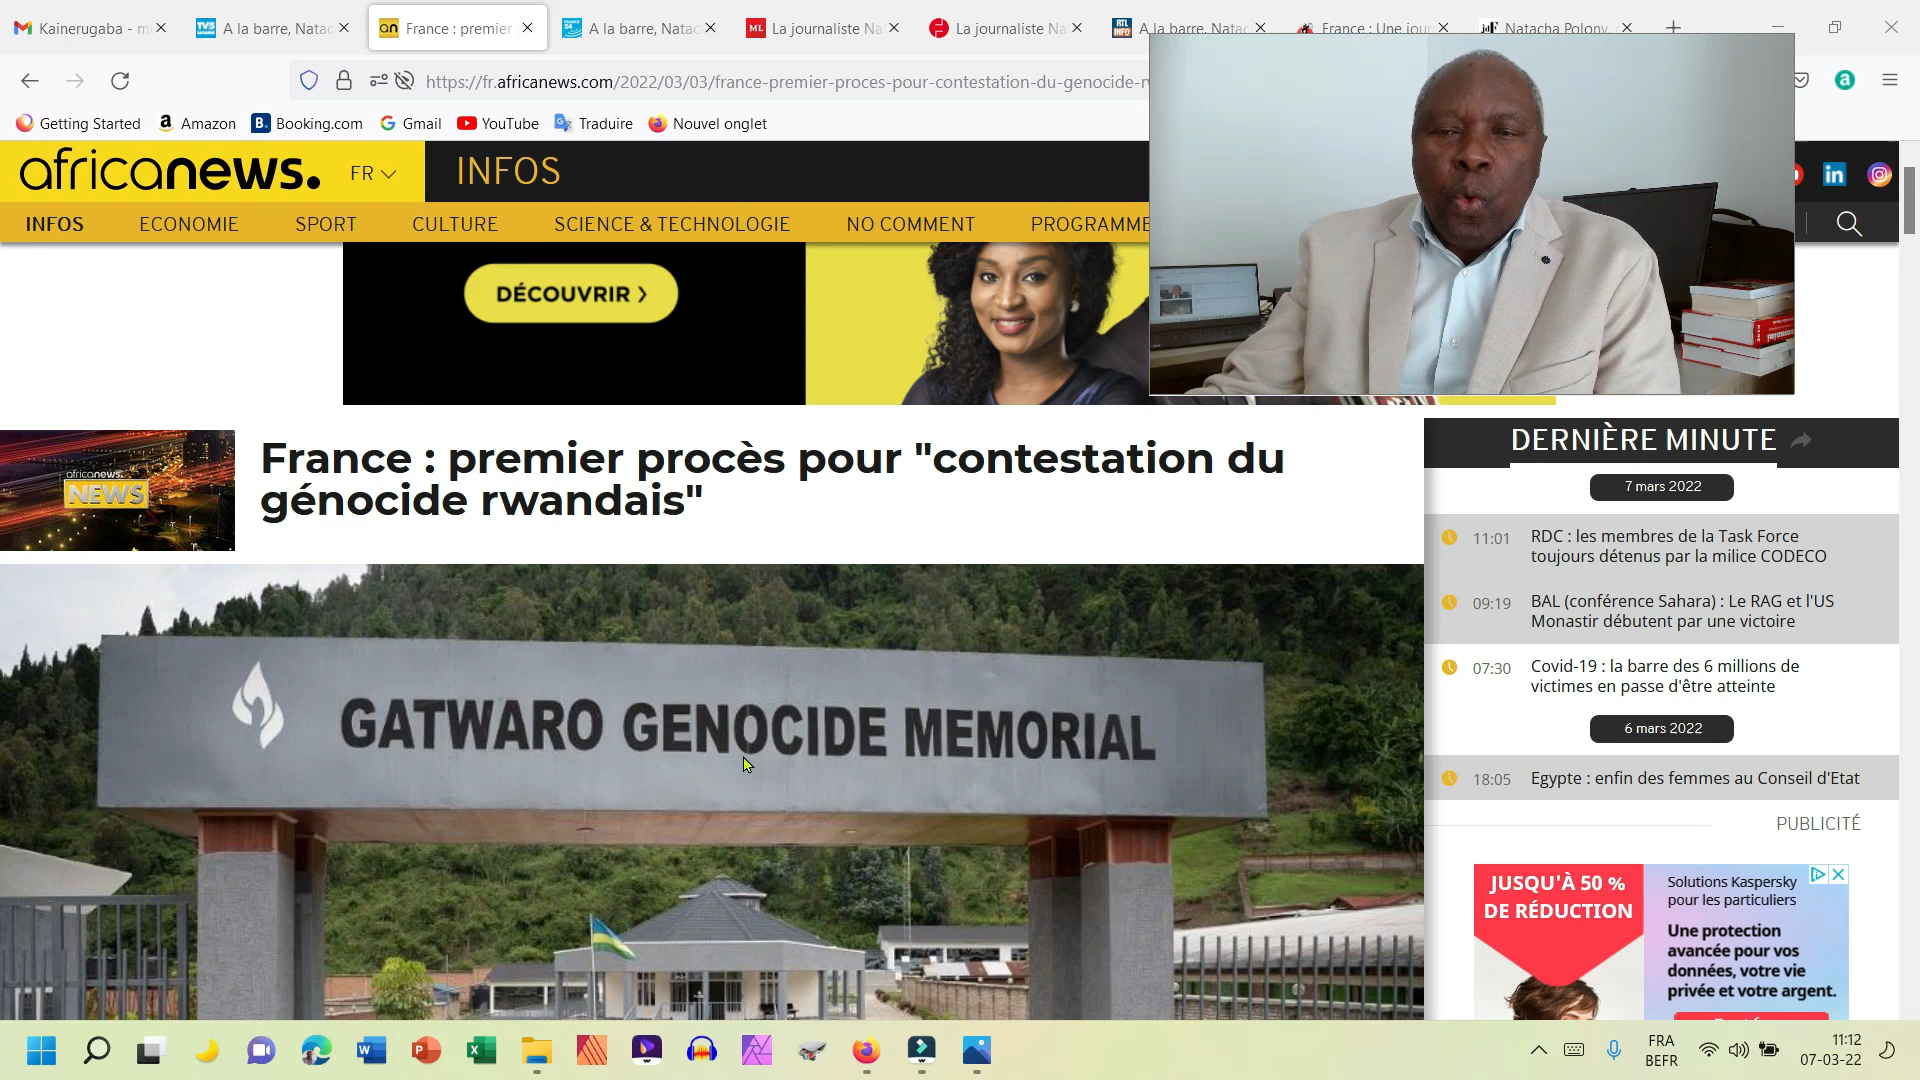 Kainerugaba - m
A la barre, Natac
France : premier
A la barre, Natac
ML
La journaliste Na
La journaliste Na
RTL INFO
A la barre, Natac
France : Une jour
Natacha Polony,
https://fr.africanews.com/2022/03/03/france-premier-proces-pour-contestation-du-genocide-r
Getting Started
Amazon
Booking.com
Gmail
YouTube
Traduire
Nouvel onglet
africanews.
FR
INFOS
INFOS
ECONOMIE
SPORT
CULTURE
SCIENCE & TECHNOLOGIE
NO COMMENT
PROGRAMME
DÉCOUVRIR >
africanews.
NEWS
France : premier procès pour "contestation du
génocide rwandais"
GATWARO GENOCIDE MEMORIAL
DERNIÈRE MINUTE
7 mars 2022
11:01 RDC : les membres de la Task Force
toujours détenus par la milice CODECO
09:19 BAL (conférence Sahara) : Le RAG et l'US
Monastir débutent par une victoire
07:30 Covid-19 : la barre des 6 millions de
victimes en passe d'être atteinte
6 mars 2022
18:05 Egypte : enfin des femmes au Conseil d'Etat
PUBLICITÉ
JUSQU'À 50 %
DE RÉDUCTION
Solutions Kaspersky
pour les particuliers
Une protection
avancée pour vos
données, votre vie
privée et votre argent.
FRA
BEFR
11:12
07-03-22